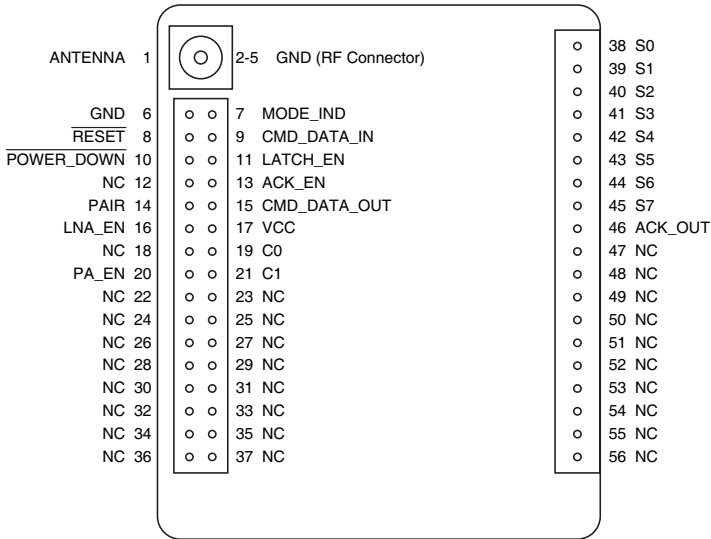 ANTENNA 1 2-5 GND (RF Connector)
38 S0
39 S1
40 S2
GND 6 7 MODE_IND 41 S3
RESET 8 9 CMD_DATA_IN 42 S4
POWER_DOWN 10 11 LATCH_EN 43 S5
NC 12 13 ACK_EN 44 S6
PAIR 14 15 CMD_DATA_OUT 45 S7
LNA_EN 16 17 VCC 46 ACK_OUT
NC 18 19 C0 47 NC
PA_EN 20 21 C1 48 NC
NC 22 23 NC 49 NC
NC 24 25 NC 50 NC
NC 26 27 NC 51 NC
NC 28 29 NC 52 NC
NC 30 31 NC 53 NC
NC 32 33 NC 54 NC
NC 34 35 NC 55 NC
NC 36 37 NC 56 NC